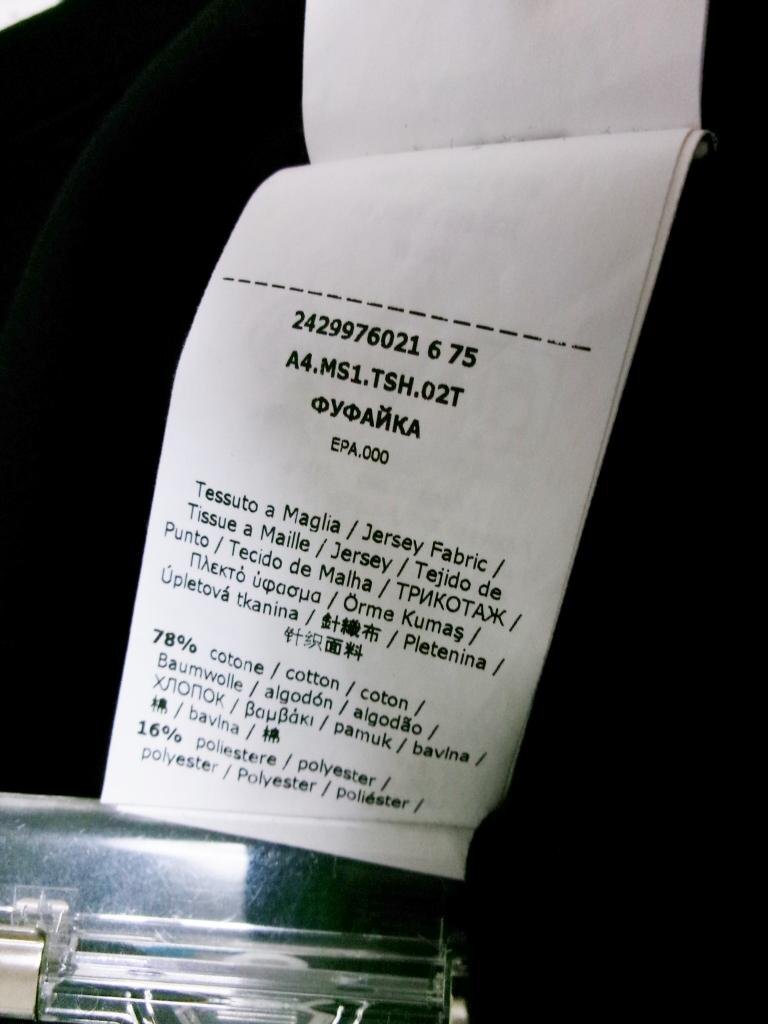 2429976021 6 75
A4.MS1.TSH.02T
ФУФАЙКА
EPA.000
Tessuto a Maglia / Jersey Fabric /
Tissue a Maille / Jersey / Tejido de
Punto / Tecido de Malha / ТРИКОТАЖ /
Πλεκτό ύφασμα / Örme Kumaş /
Úpletová tkanina / 針織布 / Pletenina /
针织面料
78% cotone / cotton / coton /
Baumwolle / algodón / algodão /
ХЛОПОК / βαμβάκι / pamuk / bavlna /
棉 / bavlna / 棉
16% poliestere / polyester /
polyester / Polyester / poliéster /